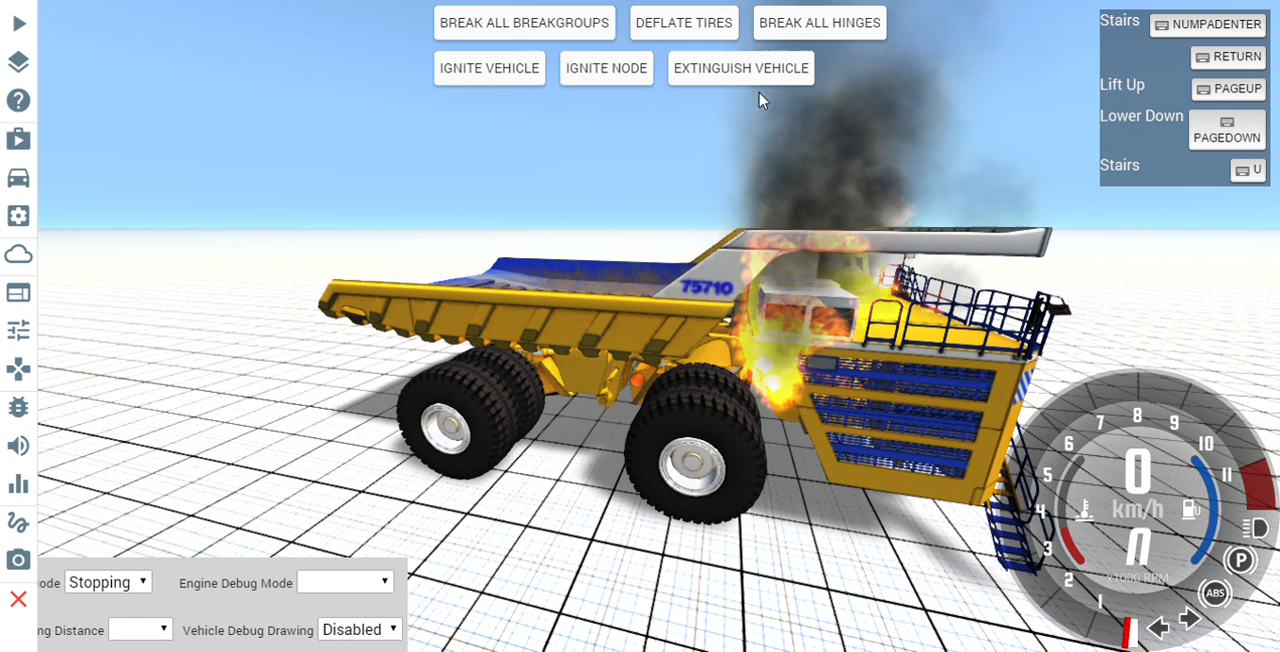 BREAK ALL BREAKGROUPS DEFLATE TIRES BREAK ALL HINGES
IGNITE VEHICLE IGNITE NODE EXTINGUISH VEHICLE
Stairs NUMPADENTER
RETURN
Lift Up PAGEUP
Lower Down PAGEDOWN
Stairs U
75710
1 2 3 4 5 6 7 8 9 10 11
0
km/h
n
x1000 RPM
P
ABS
ode Stopping Engine Debug Mode
ng Distance Vehicle Debug Drawing Disabled